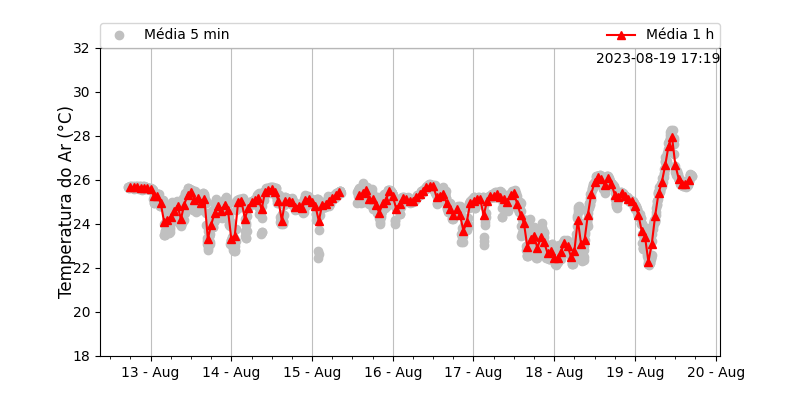 Média 5 min
Média 1 h
2023-08-19 17:19
Temperatura do Ar (°C)
32
30
28
26
24
22
20
18
13 - Aug
14 - Aug
15 - Aug
16 - Aug
17 - Aug
18 - Aug
19 - Aug
20 - Aug